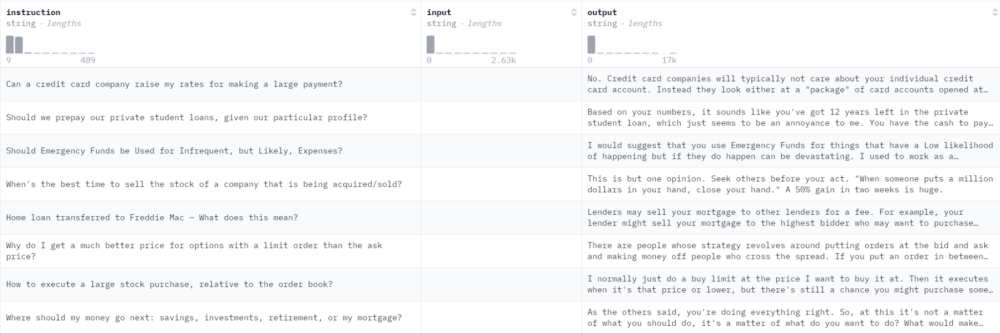 instruction
string · lengths
9 489
input
string · lengths
0 2.63k
output
string · lengths
0 17k
Can a credit card company raise my rates for making a large payment?
No. Credit card companies will typically not care about your individual credit
card account. Instead they look either at a "package" of card accounts opened at…
Should we prepay our private student loans, given our particular profile?
Based on your numbers, it sounds like you've got 12 years left in the private
student loan, which just seems to be an annoyance to me. You have the cash to pay…
Should Emergency Funds be Used for Infrequent, but Likely, Expenses?
I would suggest that you use Emergency Funds for things that have a Low likelihood
of happening but if they do happen can be devastating. I used to work as a…
When's the best time to sell the stock of a company that is being acquired/sold?
This is but one opinion. Seek others before your act. "When someone puts a million
dollars in your hand, close your hand." A 50% gain in two weeks is huge.
Home loan transferred to Freddie Mac — What does this mean?
Lenders may sell your mortgage to other lenders for a fee. For example, your
lender might sell your mortgage to the highest bidder who may want to purchase…
Why do I get a much better price for options with a limit order than the ask
price?
There are people whose strategy revolves around putting orders at the bid and ask
and making money off people who cross the spread. If you put an order in between…
How to execute a large stock purchase, relative to the order book?
I normally just do a buy limit at the price I want to buy it at. Then it executes
when it's that price or lower, but there's still a chance you might purchase some…
Where should my money go next: savings, investments, retirement, or my mortgage?
As the others said, you're doing everything right. So, at this it's not a matter
of what you should do, it's a matter of what do you want to do? What would make…